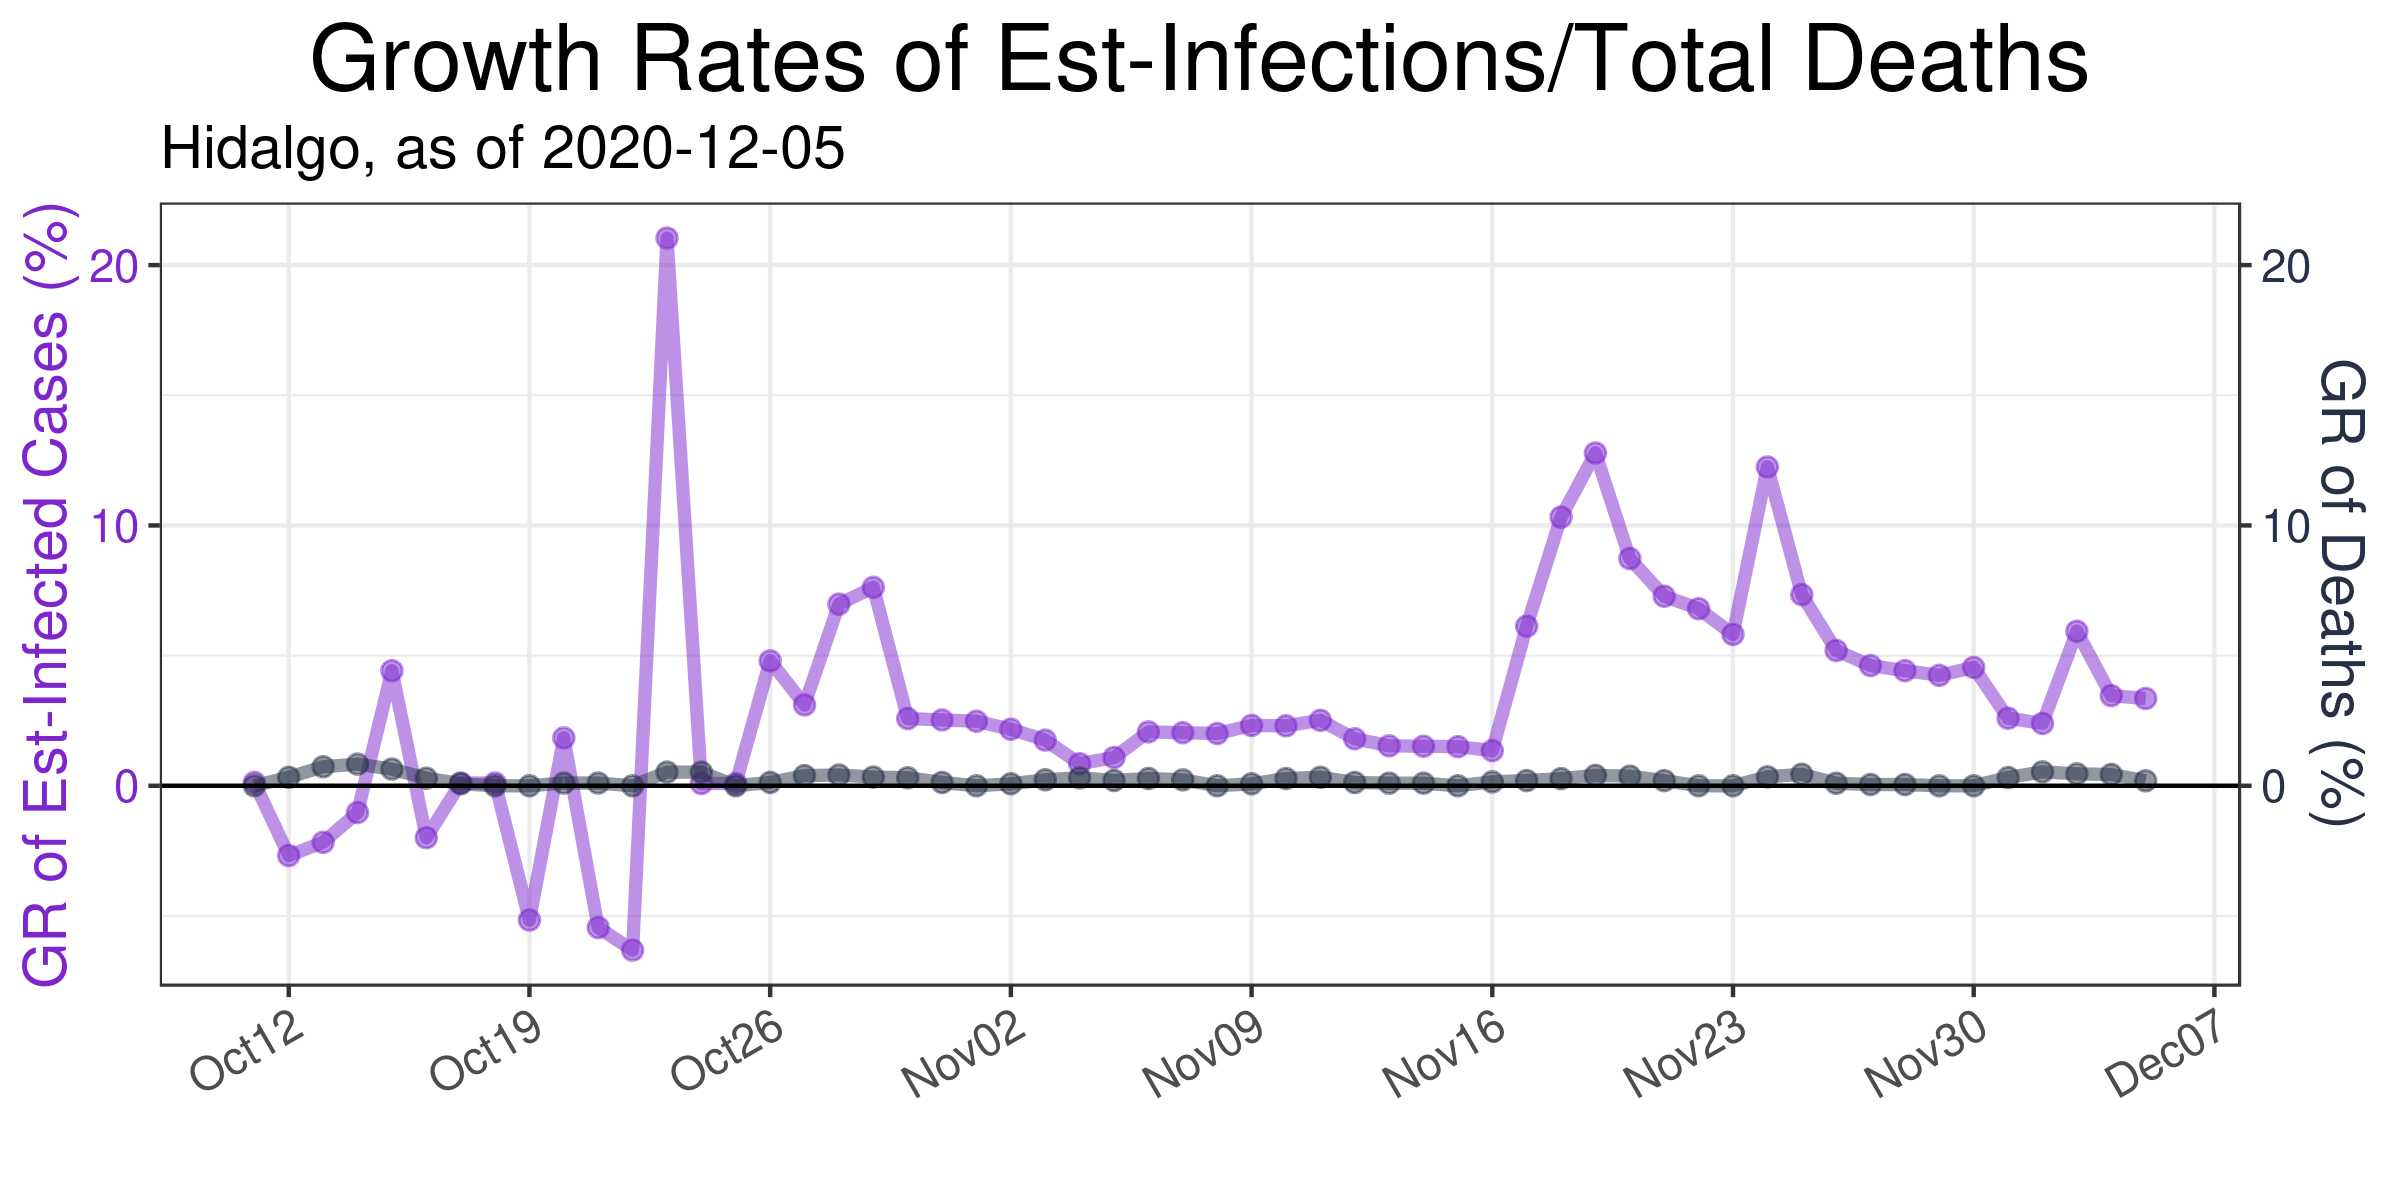 Growth Rates of Est-Infections/Total Deaths
Hidalgo, as of 2020-12-05
GR of Est-Infected Cases (%)
20
10
0
20
10
0
GR of Deaths (%)
Oct12
Oct19
Oct26
Nov02
Nov09
Nov16
Nov23
Nov30
Dec07